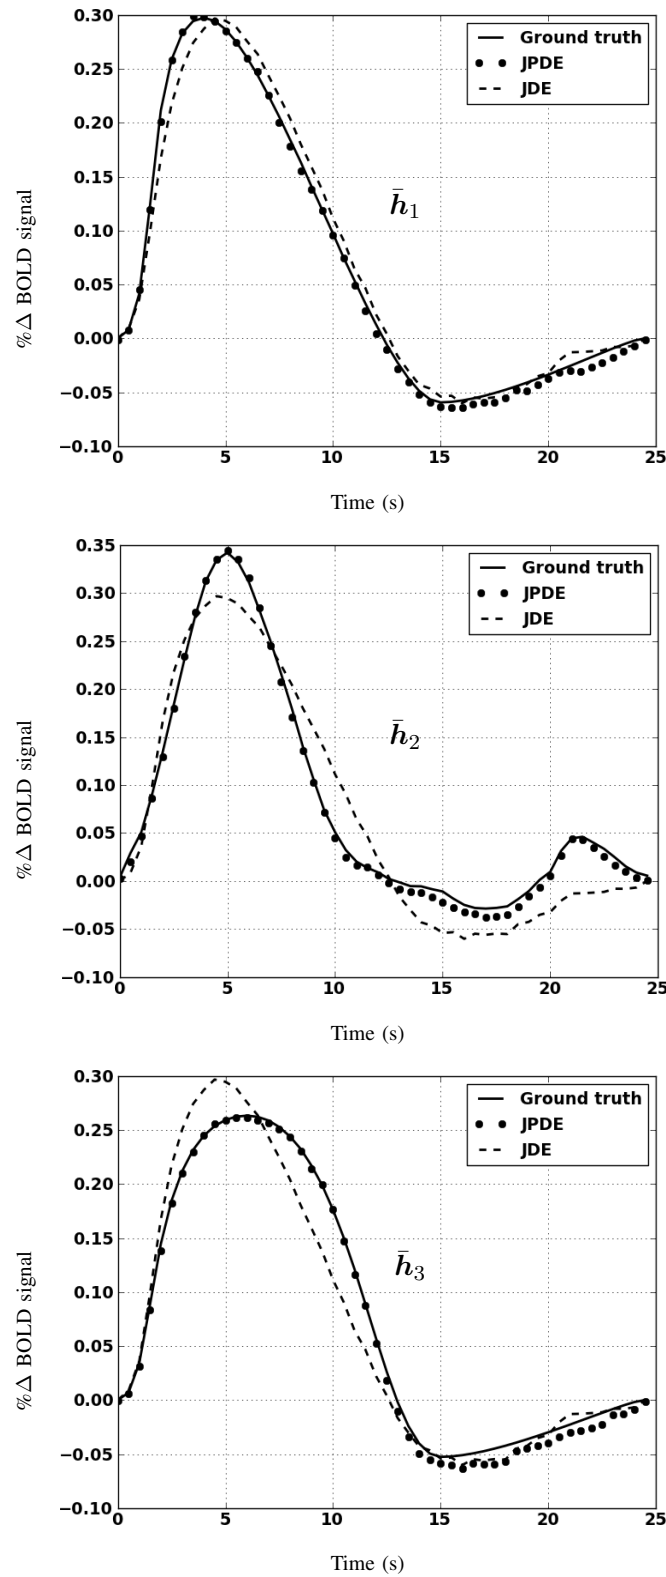 0.30
Ground truth
JPDE
JDE
0.25
0.20
0.15
h̄1
0.10
0.05
0.00
−0.05
−0.10
0 5 10 15 20 25
Time (s)
%Δ BOLD signal
0.35
Ground truth
JPDE
JDE
0.30
0.25
0.20
0.15
h̄2
0.10
0.05
0.00
−0.05
−0.10
0 5 10 15 20 25
Time (s)
%Δ BOLD signal
0.30
Ground truth
JPDE
JDE
0.25
0.20
0.15
h̄3
0.10
0.05
0.00
−0.05
−0.10
0 5 10 15 20 25
Time (s)
%Δ BOLD signal